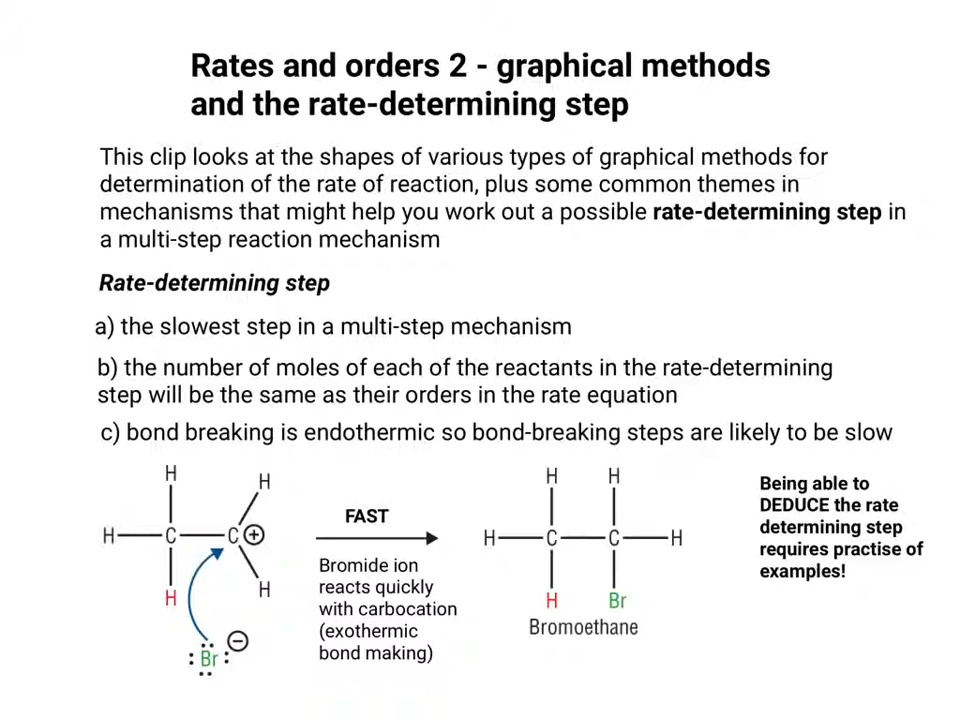 Rates and orders 2 - graphical methods
and the rate-determining step
This clip looks at the shapes of various types of graphical methods for
determination of the rate of reaction, plus some common themes in
mechanisms that might help you work out a possible rate-determining step in
a multi-step reaction mechanism
Rate-determining step
a) the slowest step in a multi-step mechanism
b) the number of moles of each of the reactants in the rate-determining
step will be the same as their orders in the rate equation
c) bond breaking is endothermic so bond-breaking steps are likely to be slow
H H
H C C +
H H
:Br: −
FAST
Bromide ion
reacts quickly
with carbocation
(exothermic
bond making)
H H
H C C H
H Br
Bromoethane
Being able to
DEDUCE the rate
determining step
requires practise of
examples!